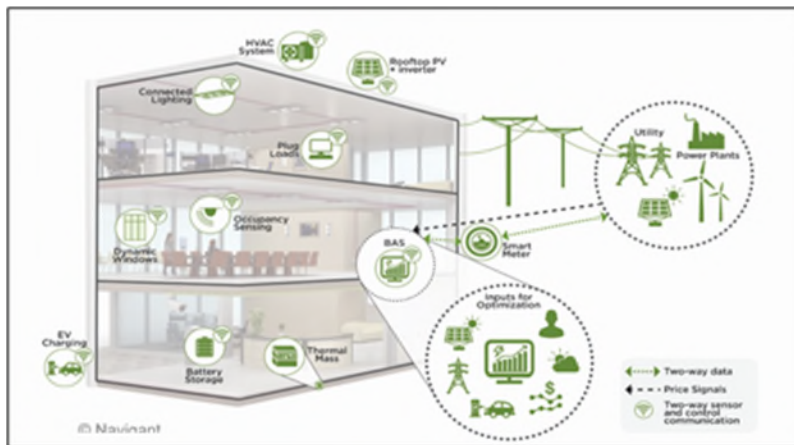 HVAC
System
Rooftop PV
+ inverter
Connected
Lighting
Plug
Loads
Utility
Power Plants
Occupancy
Sensing
Dynamic
Windows
BAS
Smart
Meter
Inputs for
Optimization
EV
Charging
Battery
Storage
Thermal
Mass
$
Two-way data
Price Signals
Two-way sensor
and control
communication
© Navigant